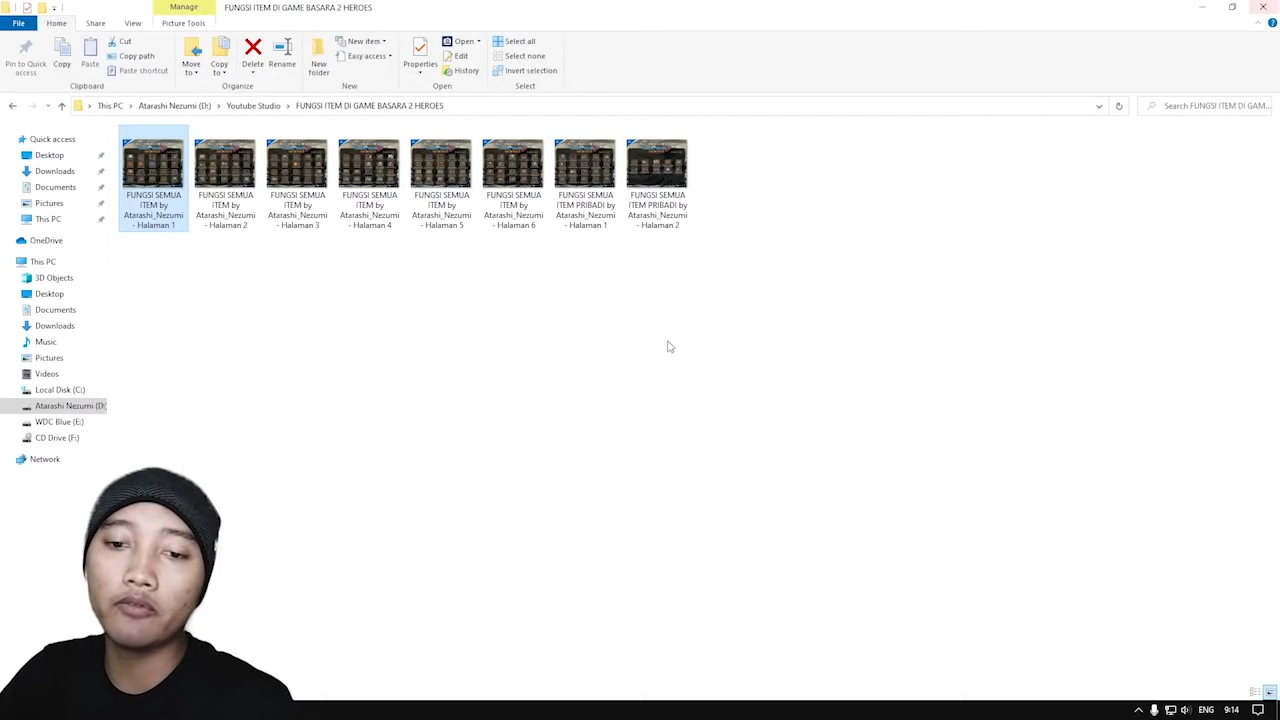 Manage
FUNGSI ITEM DI GAME BASARA 2 HEROES
File
Home
Share
View
Picture Tools
Pin to Quick access
Copy
Paste
Cut
Copy path
Paste shortcut
Clipboard
Move to
Copy to
Delete
Rename
Organize
New folder
New item
Easy access
New
Properties
Open
Edit
History
Open
Select all
Select none
Invert selection
Select
This PC
Atarashi Nezumi (D:)
Youtube Studio
FUNGSI ITEM DI GAME BASARA 2 HEROES
Search FUNGSI ITEM DI GAM...
Quick access
Desktop
Downloads
Documents
Pictures
This PC
OneDrive
This PC
3D Objects
Desktop
Documents
Downloads
Music
Pictures
Videos
Local Disk (C:)
Atarashi Nezumi (D:
WDC Blue (E:)
CD Drive (F:)
Network
FUNGSI SEMUA
ITEM by
Atarashi_Nezumi
- Halaman 1
FUNGSI SEMUA
ITEM by
Atarashi_Nezumi
- Halaman 2
FUNGSI SEMUA
ITEM by
Atarashi_Nezumi
- Halaman 3
FUNGSI SEMUA
ITEM by
Atarashi_Nezumi
- Halaman 4
FUNGSI SEMUA
ITEM by
Atarashi_Nezumi
- Halaman 5
FUNGSI SEMUA
ITEM by
Atarashi_Nezumi
- Halaman 6
FUNGSI SEMUA
ITEM PRIBADI by
Atarashi_Nezumi
- Halaman 1
FUNGSI SEMUA
ITEM PRIBADI by
Atarashi_Nezumi
- Halaman 2
ENG
9:14